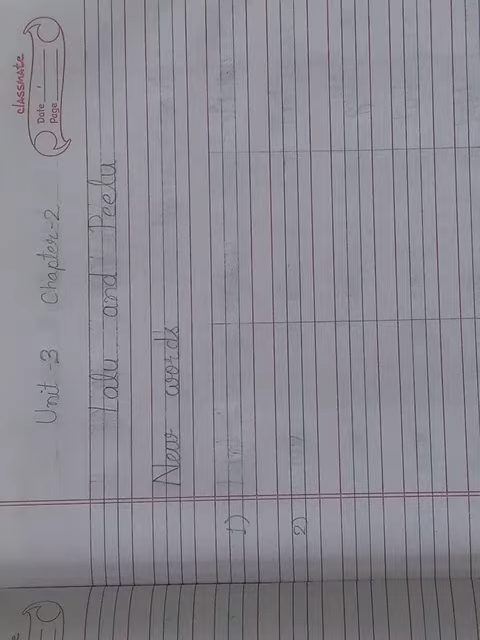 classmate
Date
Page
Unit-3 Chapter-2
Lalu and Peelu
New words
1)
2)